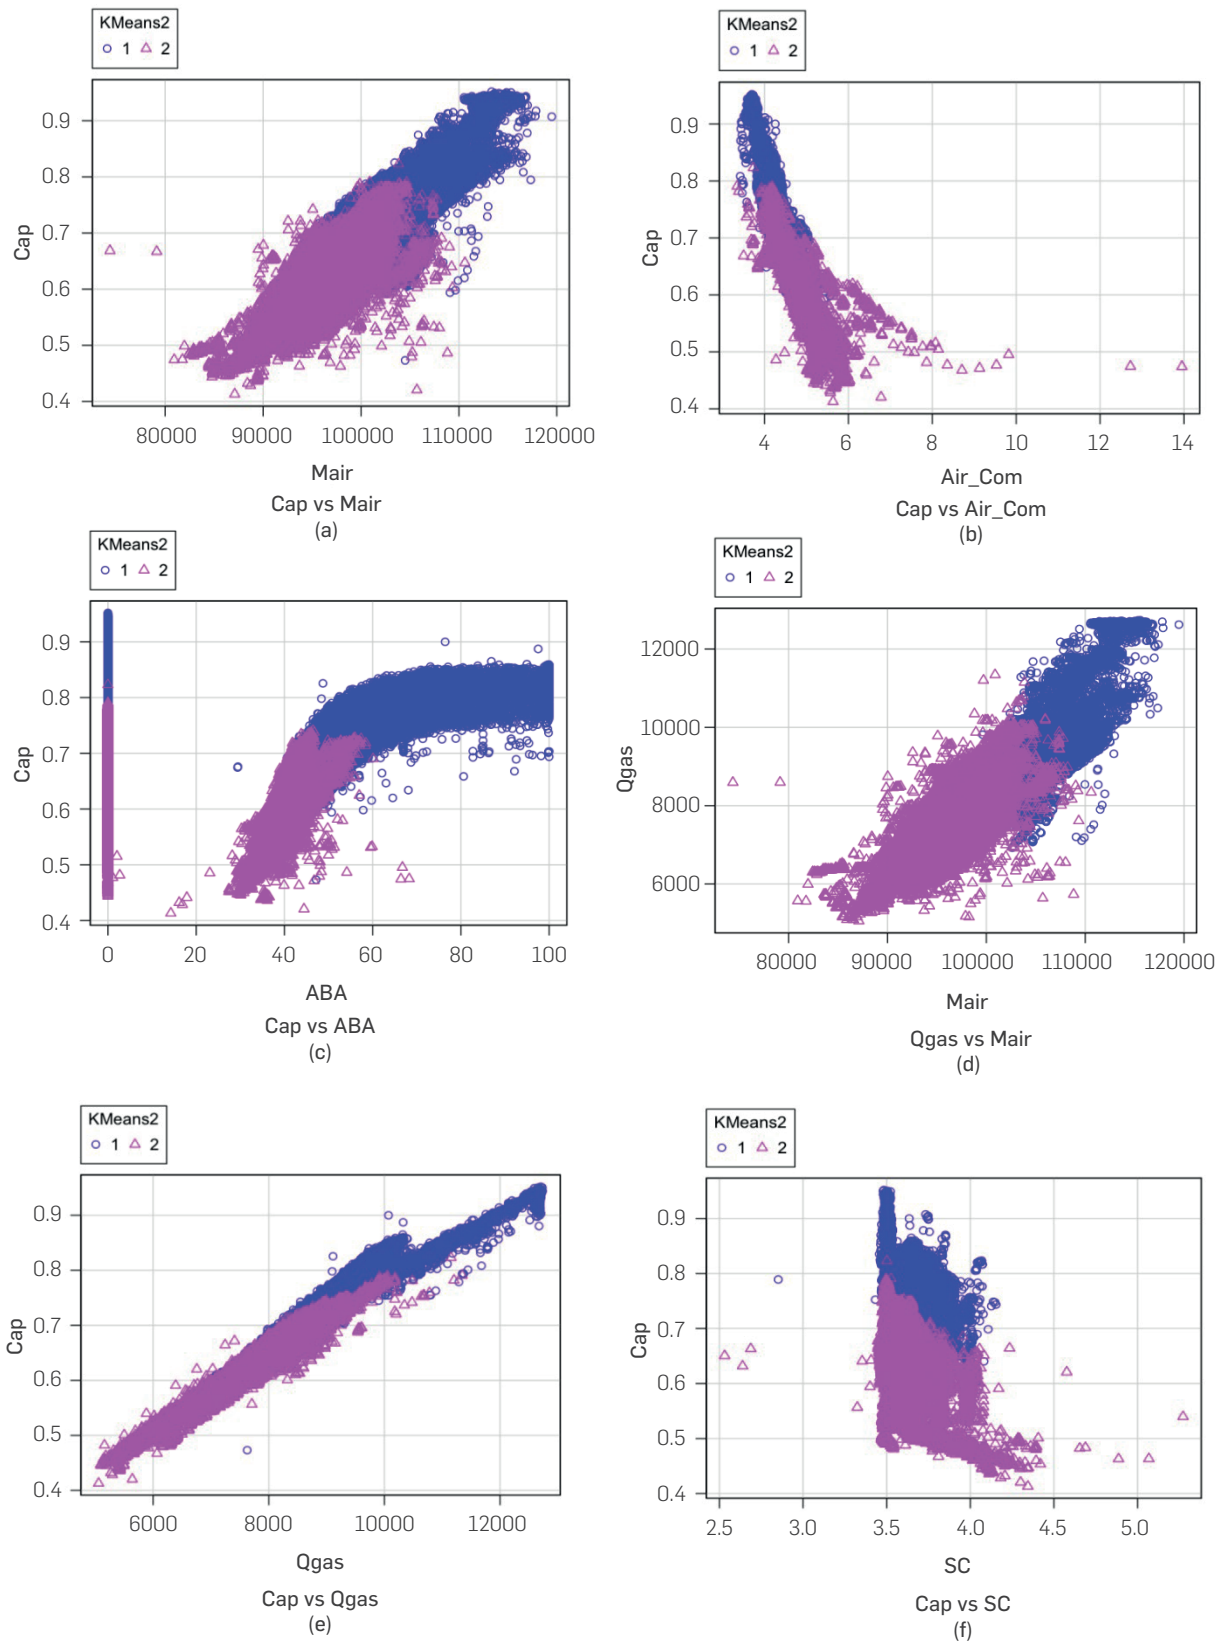 KMeans2
1 2
Cap
0.9
0.8
0.7
0.6
0.5
0.4
80000 90000 100000 110000 120000
Mair
Cap vs Mair
(a)
KMeans2
1 2
Cap
0.9
0.8
0.7
0.6
0.5
0.4
4 6 8 10 12 14
Air_Com
Cap vs Air_Com
(b)
KMeans2
1 2
Cap
0.9
0.8
0.7
0.6
0.5
0.4
0 20 40 60 80 100
ABA
Cap vs ABA
(c)
KMeans2
1 2
Qgas
12000
10000
8000
6000
80000 90000 100000 110000 120000
Mair
Qgas vs Mair
(d)
KMeans2
1 2
Cap
0.9
0.8
0.7
0.6
0.5
0.4
6000 8000 10000 12000
Qgas
Cap vs Qgas
(e)
KMeans2
1 2
Cap
0.9
0.8
0.7
0.6
0.5
0.4
2.5 3.0 3.5 4.0 4.5 5.0
SC
Cap vs SC
(f)